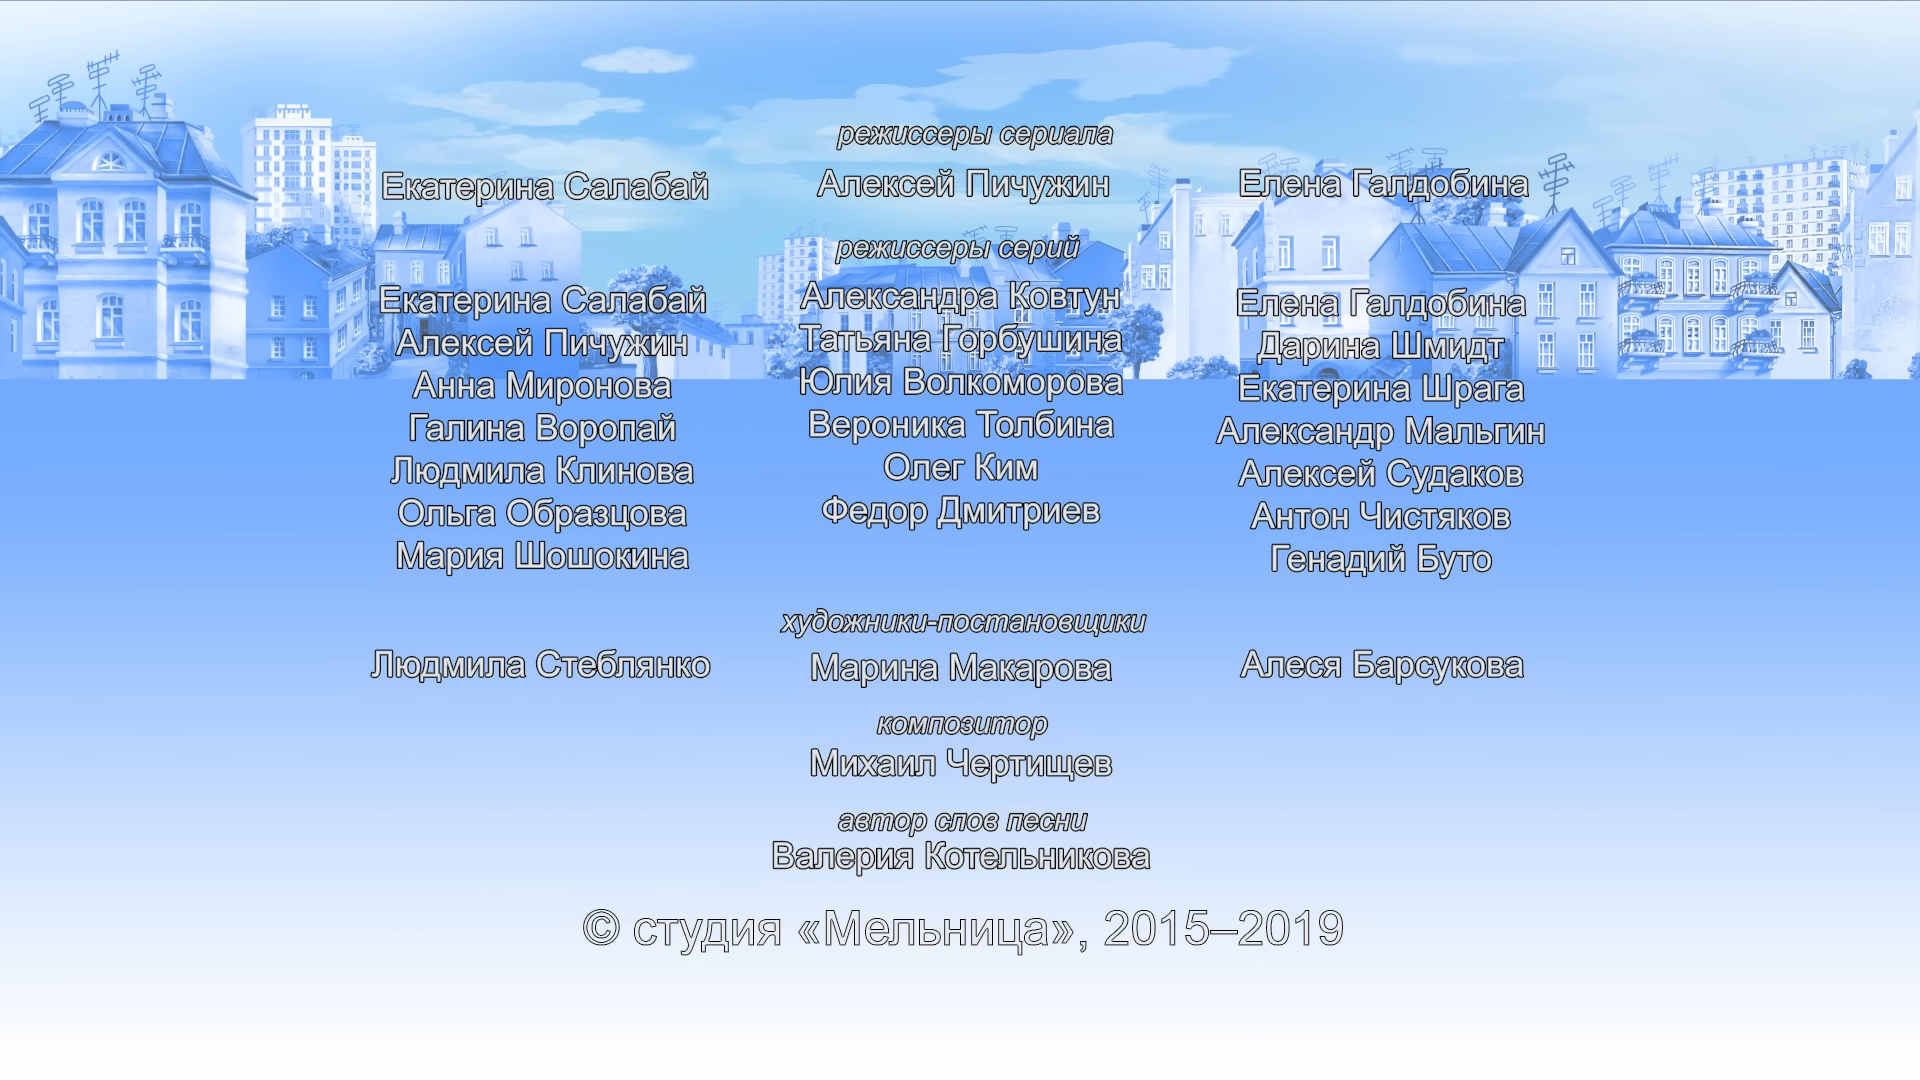 режиссеры сериала
Екатерина Салабай Алексей Пичужин Елена Галдобина
режиссеры серий
Екатерина Салабай Александра Ковтун Елена Галдобина
Алексей Пичужин Татьяна Горбушина Дарина Шмидт
Анна Миронова Юлия Волкоморова Екатерина Шрага
Галина Воропай Вероника Толбина Александр Мальгин
Людмила Клинова Олег Ким Алексей Судаков
Ольга Образцова Федор Дмитриев Антон Чистяков
Мария Шошокина Генадий Буто
художники-постановщики
Людмила Стеблянко Марина Макарова Алеся Барсукова
композитор
Михаил Чертищев
автор слов песни
Валерия Котельникова
© студия «Мельница», 2015–2019